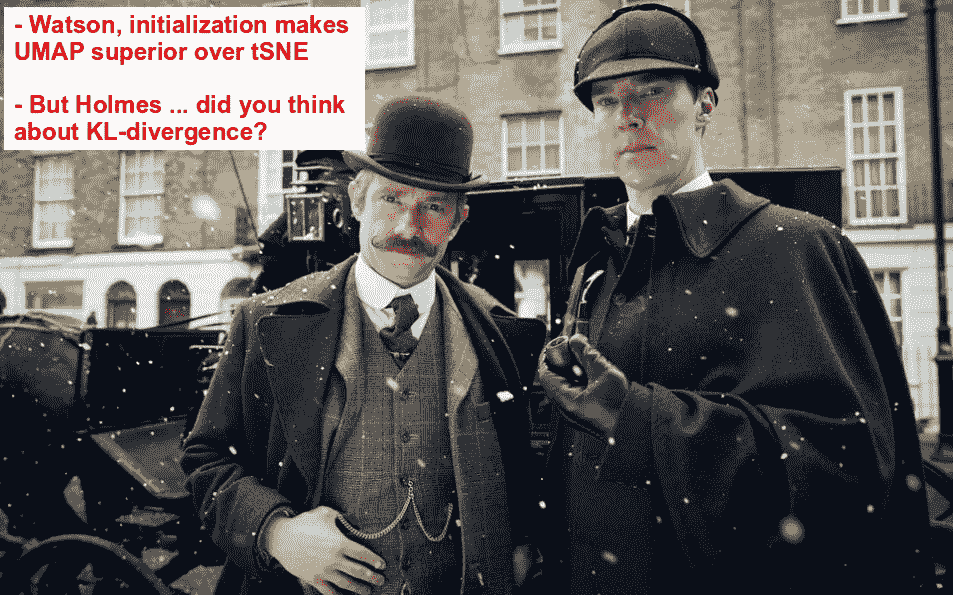 - Watson, initialization makes
UMAP superior over tSNE
- But Holmes ... did you think
about KL-divergence?